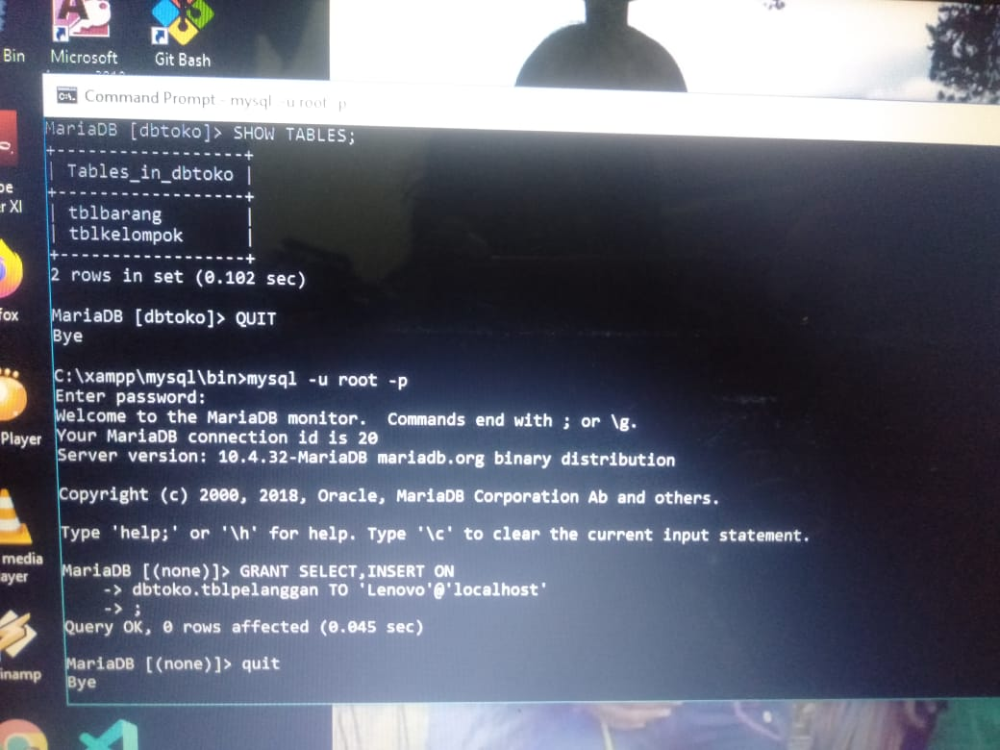 Bin
Microsoft
Git Bash
Command Prompt - mysql -u root -p
MariaDB [dbtoko]> SHOW TABLES;
+------------------+
| Tables_in_dbtoko |
+------------------+
| tblbarang        |
| tblkelompok      |
+------------------+
2 rows in set (0.102 sec)
MariaDB [dbtoko]> QUIT
Bye
C:\xampp\mysql\bin>mysql -u root -p
Enter password:
Welcome to the MariaDB monitor.  Commands end with ; or \g.
Your MariaDB connection id is 20
Server version: 10.4.32-MariaDB mariadb.org binary distribution
Copyright (c) 2000, 2018, Oracle, MariaDB Corporation Ab and others.
Type 'help;' or '\h' for help. Type '\c' to clear the current input statement.
MariaDB [(none)]> GRANT SELECT,INSERT ON
    -> dbtoko.tblpelanggan TO 'Lenovo'@'localhost'
    -> ;
Query OK, 0 rows affected (0.045 sec)
MariaDB [(none)]> quit
Bye
r XI
fox
Player
media
ayer
inamp